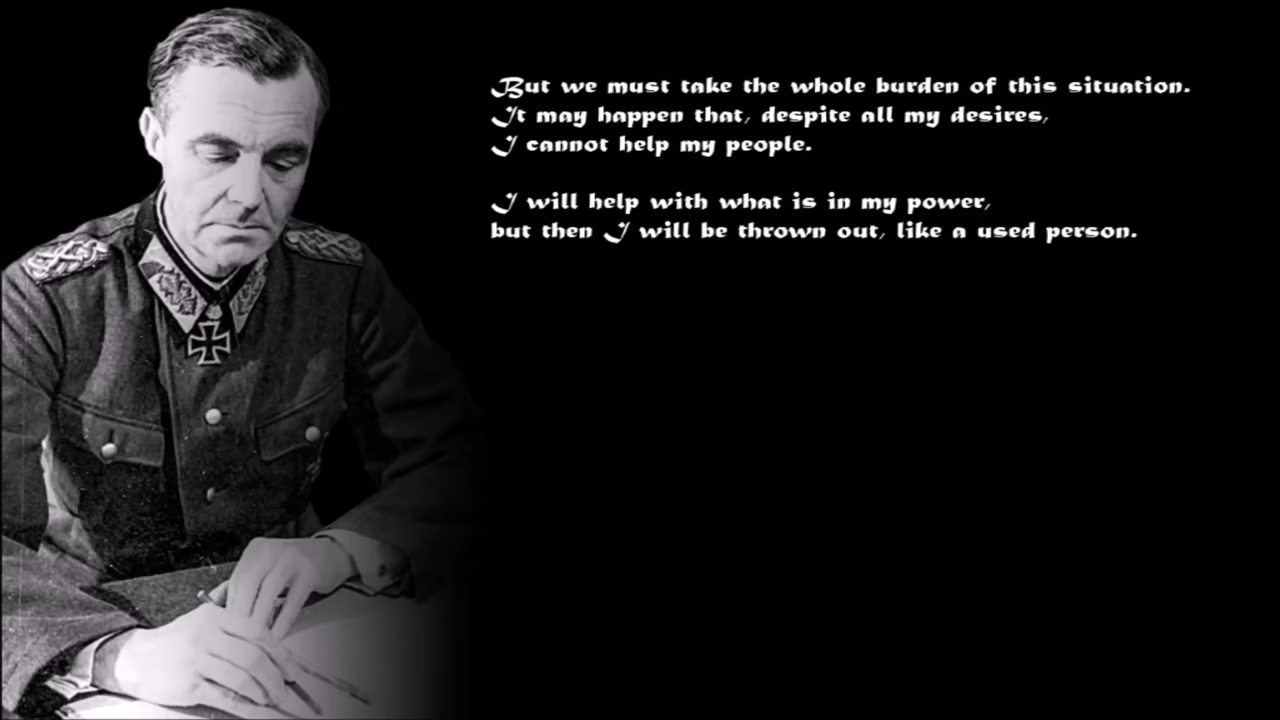 But we must take the whole burden of this situation.
It may happen that, despite all my desires,
I cannot help my people.
I will help with what is in my power,
but then I will be thrown out, like a used person.